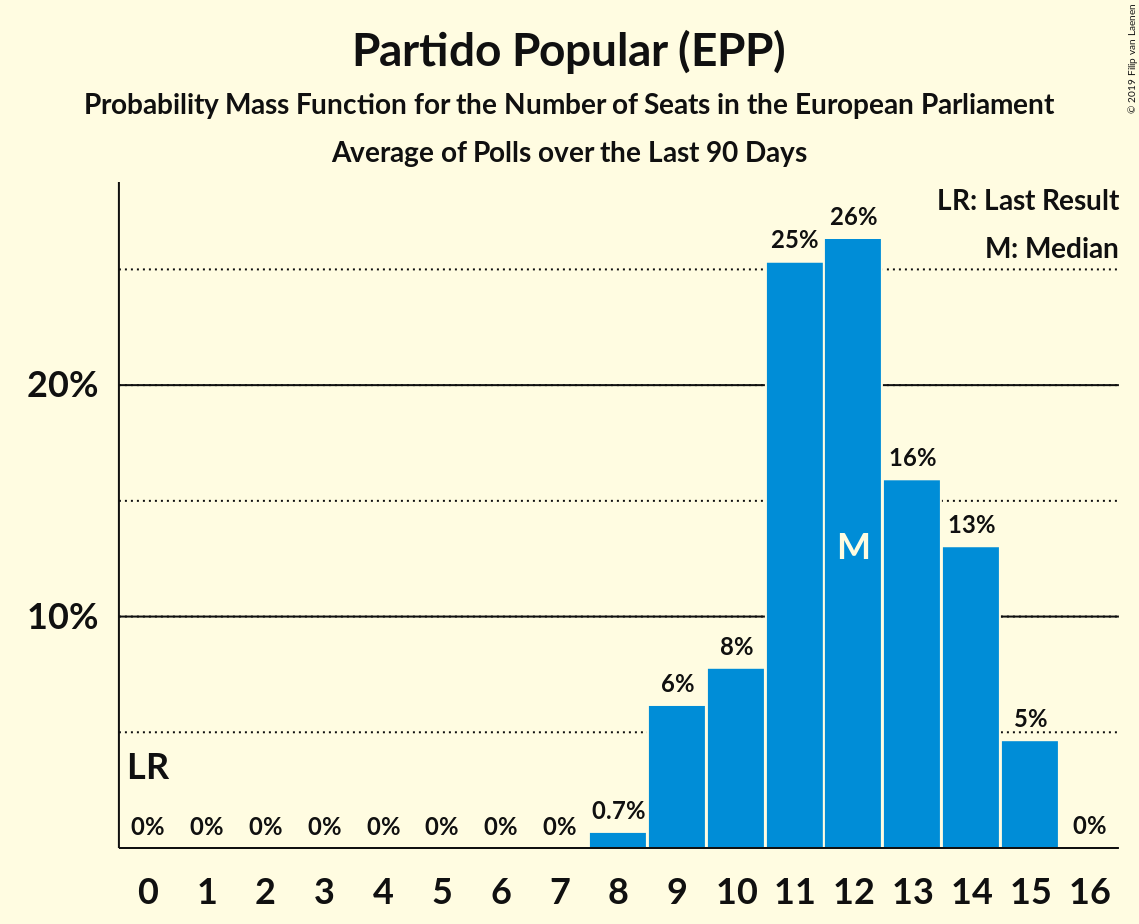 Partido Popular (EPP)
Probability Mass Function for the Number of Seats in the European Parliament
Average of Polls over the Last 90 Days
© 2019 Filip van Laenen
LR: Last Result
M: Median
26%
25%
20%
16%
13%
M
10%
8%
6%
5%
LR
0.7%
0% 0% 0% 0% 0% 0% 0% 0% 0%
0 1 2 3 4 5 6 7 8 9 10 11 12 13 14 15 16